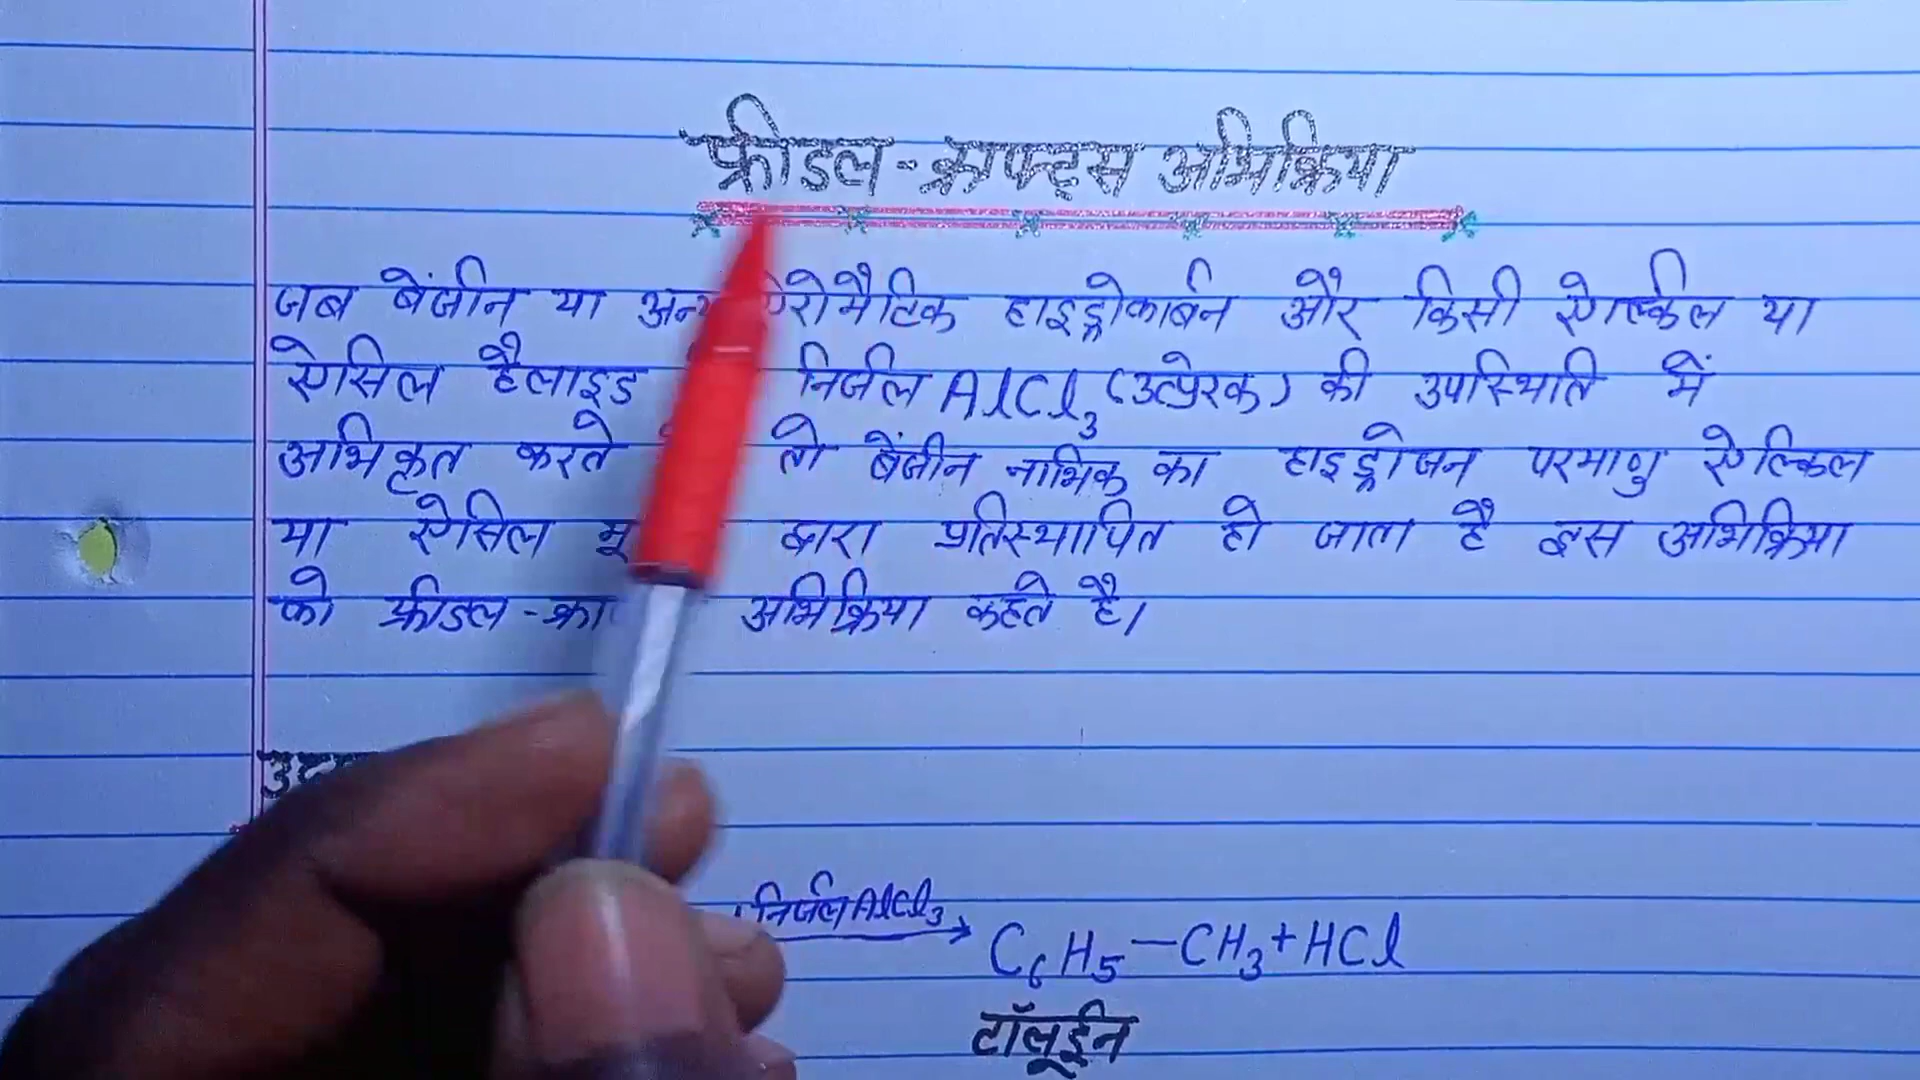 फ्रीडल-क्राफ्ट्स अभिक्रिया
जब बेंजीन या अन्य ऐरोमैटिक हाइड्रोकार्बन और किसी ऐल्किल या
ऐसिल हैलाइड निर्जल AlCl₃ (उत्प्रेरक) की उपस्थिति में
अभिकृत करते तो बेंजीन नाभिक का हाइड्रोजन परमाणु ऐल्किल
या ऐसिल द्वारा प्रतिस्थापित हो जाता है इस अभिक्रिया
को फ्रीडल- अभिक्रिया कहते है।
निर्जल AlCl₃ → C₆H₅—CH₃+HCl
टॉलूईन